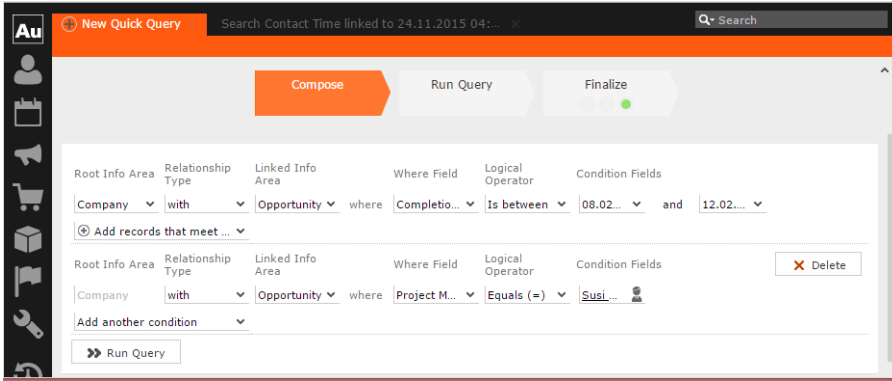 Au
New Quick Query
Search Contact Time linked to 24.11.2015 04:...
Search
Compose
Run Query
Finalize
Root Info Area Relationship Type Linked Info Area Where Field Logical Operator Condition Fields
Company with Opportunity where Completio... Is between 08.02... and 12.02....
Add records that meet ...
Root Info Area Relationship Type Linked Info Area Where Field Logical Operator Condition Fields
Delete
Company with Opportunity where Project M... Equals (=) Susi ...
Add another condition
Run Query